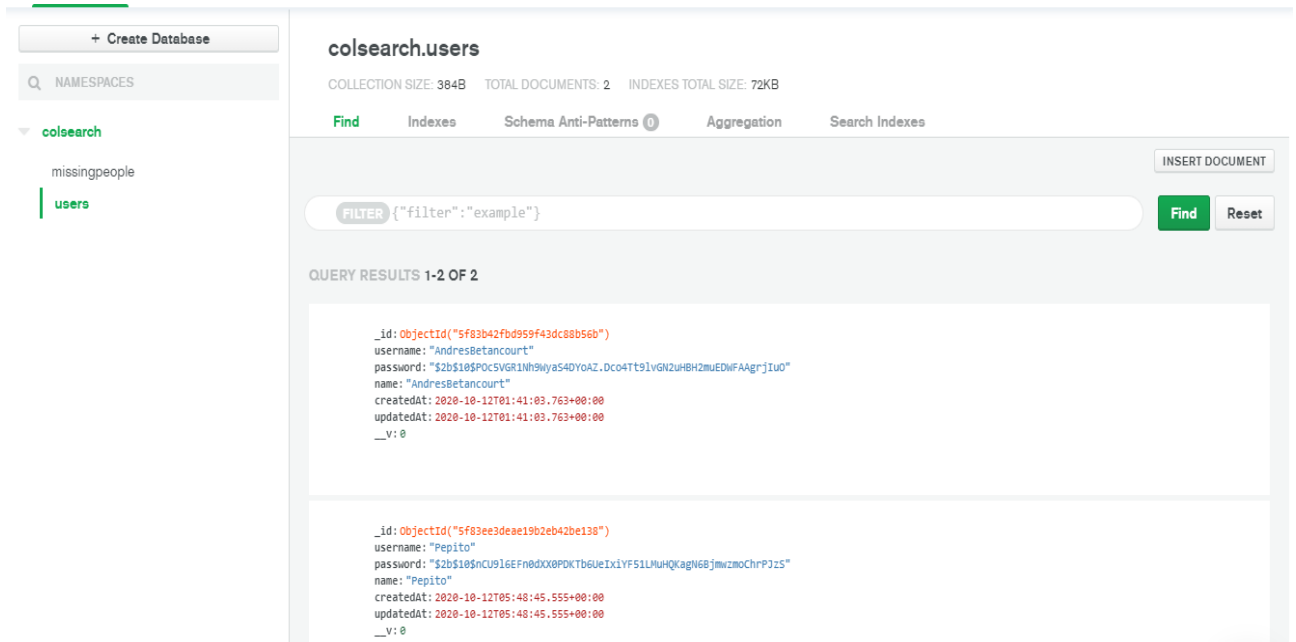 + Create Database
NAMESPACES
colsearch
missingpeople
users
colsearch.users
COLLECTION SIZE: 384B TOTAL DOCUMENTS: 2 INDEXES TOTAL SIZE: 72KB
Find Indexes Schema Anti-Patterns 0 Aggregation Search Indexes
INSERT DOCUMENT
FILTER {"filter":"example"} Find Reset
QUERY RESULTS 1-2 OF 2
_id: ObjectId("5f83b42fbd959f43dc88b56b")
username: "AndresBetancourt"
password: "$2b$10$POc5VGR1Nh9WyaS4DYoAZ.Dco4Tt9lvGN2uHBH2muEDWFAAgrjIuO"
name: "AndresBetancourt"
createdAt: 2020-10-12T01:41:03.763+00:00
updatedAt: 2020-10-12T01:41:03.763+00:00
__v: 0
_id: ObjectId("5f83ee3deae19b2eb42be138")
username: "Pepito"
password: "$2b$10$nCU9l6EFn0dXX0PDKTb6UeIxiYF51LMuHQKagN6BjmwzmoChrPJzS"
name: "Pepito"
createdAt: 2020-10-12T05:48:45.555+00:00
updatedAt: 2020-10-12T05:48:45.555+00:00
__v: 0